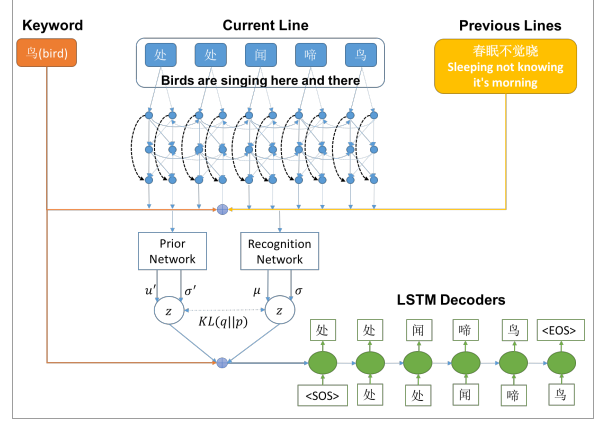 Keyword
Current Line
Previous Lines
鸟(bird)
处 处 闻 啼 鸟
Birds are singing here and there
春眠不觉晓
Sleeping not knowing
it's morning
Prior
Network
Recognition
Network
u′ σ′ μ σ
z z
KL(q||p)
LSTM Decoders
处 处 闻 啼 鸟 <EOS>
<SOS> 处 处 闻 啼 鸟